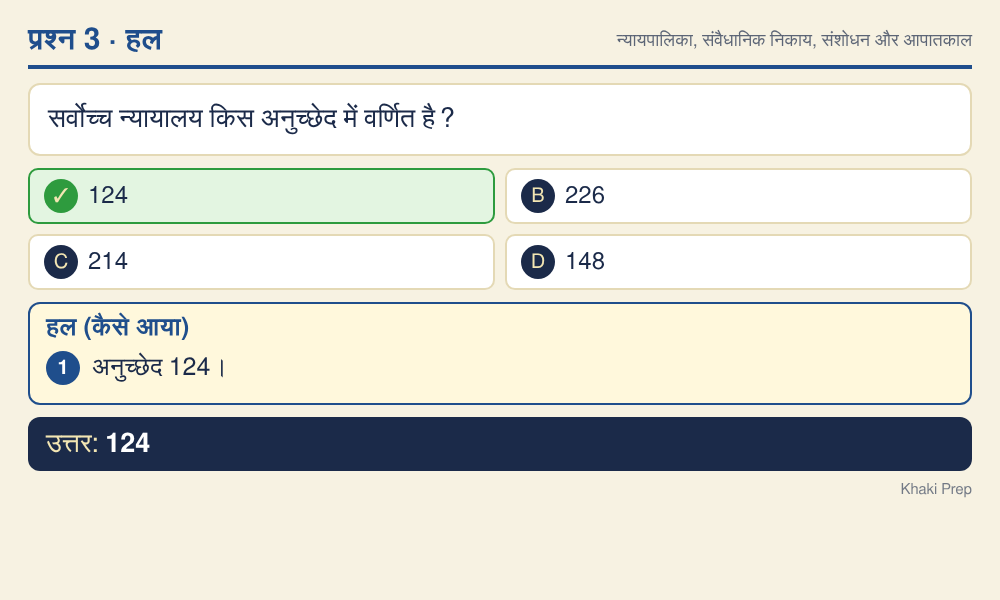 प्रश्न 3 · हल
न्यायपालिका, संवैधानिक निकाय, संशोधन और आपातकाल
सर्वोच्च न्यायालय किस अनुच्छेद में वर्णित है ?
✓ 124
B 226
C 214
D 148
हल (कैसे आया)
1 अनुच्छेद 124।
उत्तर: 124
Khaki Prep